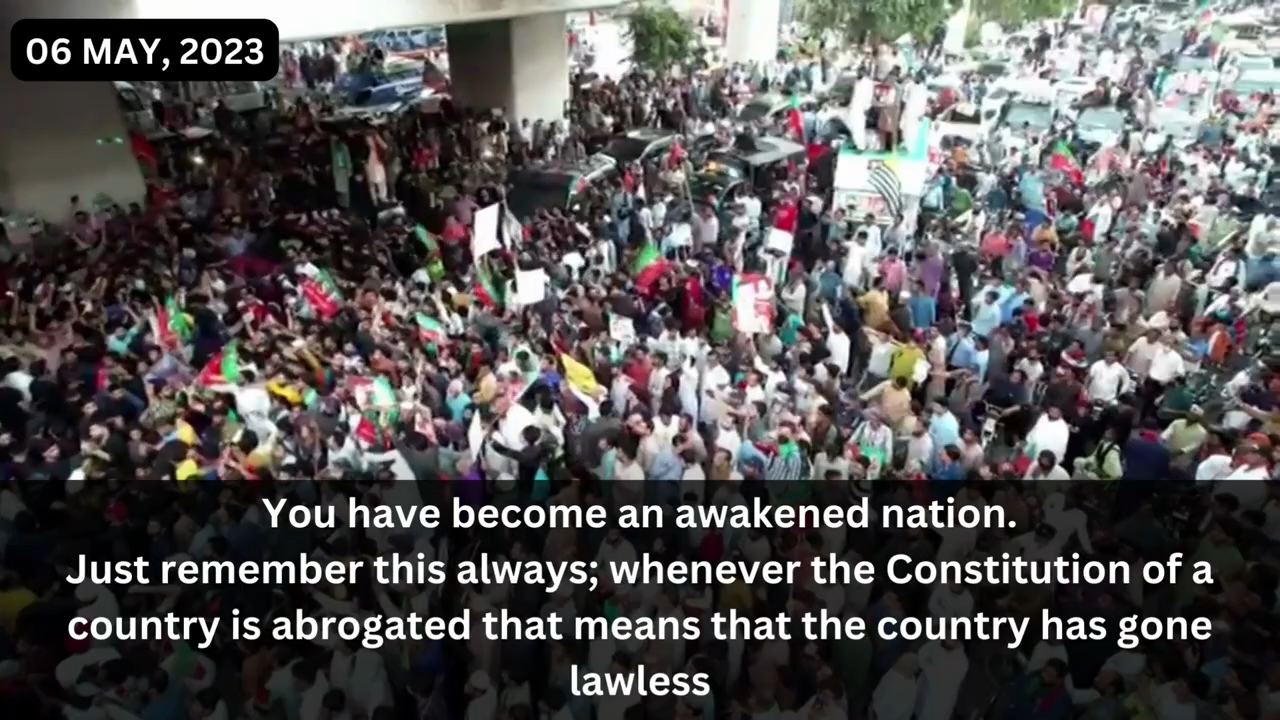 06 MAY, 2023
You have become an awakened nation.
Just remember this always; whenever the Constitution of a
country is abrogated that means that the country has gone
lawless